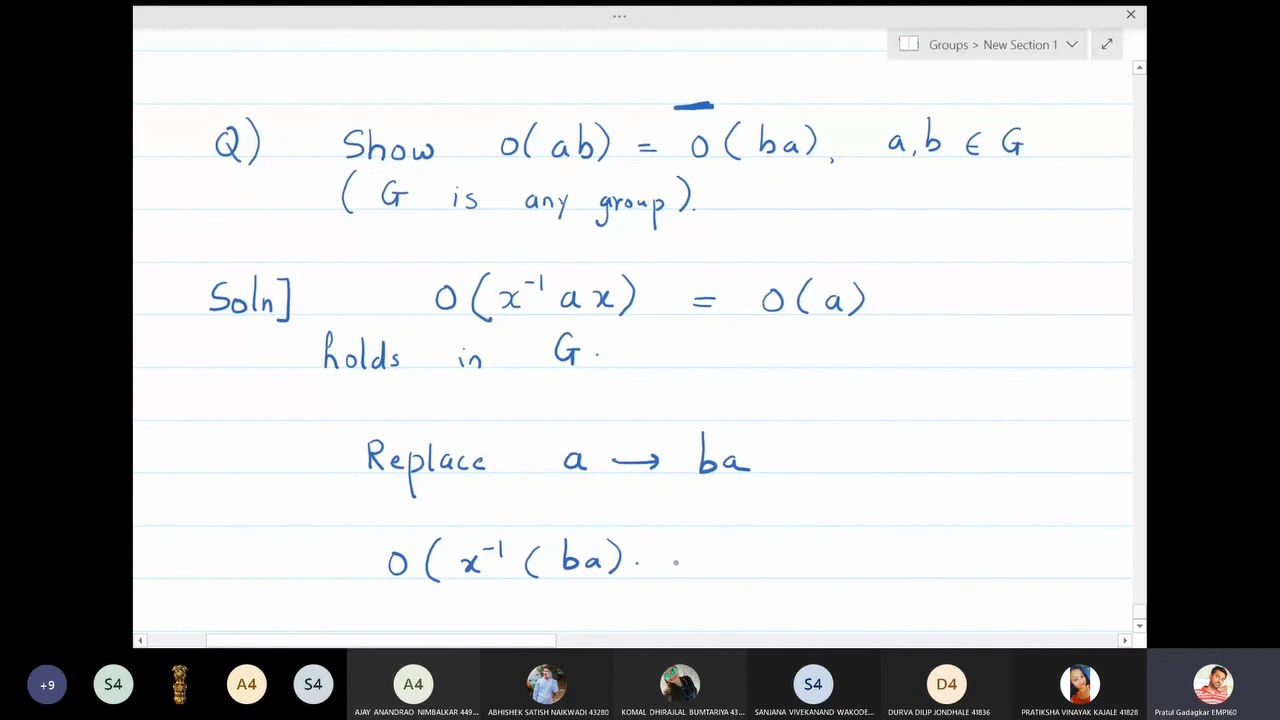 Groups > New Section 1
Q) Show o(ab) = o(ba), a,b ∈ G
(G is any group).
Soln] O(x⁻¹ax) = O(a)
holds in G.
Replace a → ba
O(x⁻¹(ba).
+9 S4 A4 S4 A4 S4 D4
AJAY ANANDRAO NIMBALKAR 449... ABHISHEK SATISH NAIKWADI 43280 KOMAL DHIRAJLAL BUMTARIYA 43... SANJANA VIVEKANAND WAKODE... DURVA DILIP JONDHALE 41836 PRATIKSHA VINAYAK KAJALE 41828 Pratul Gadagkar EMP160